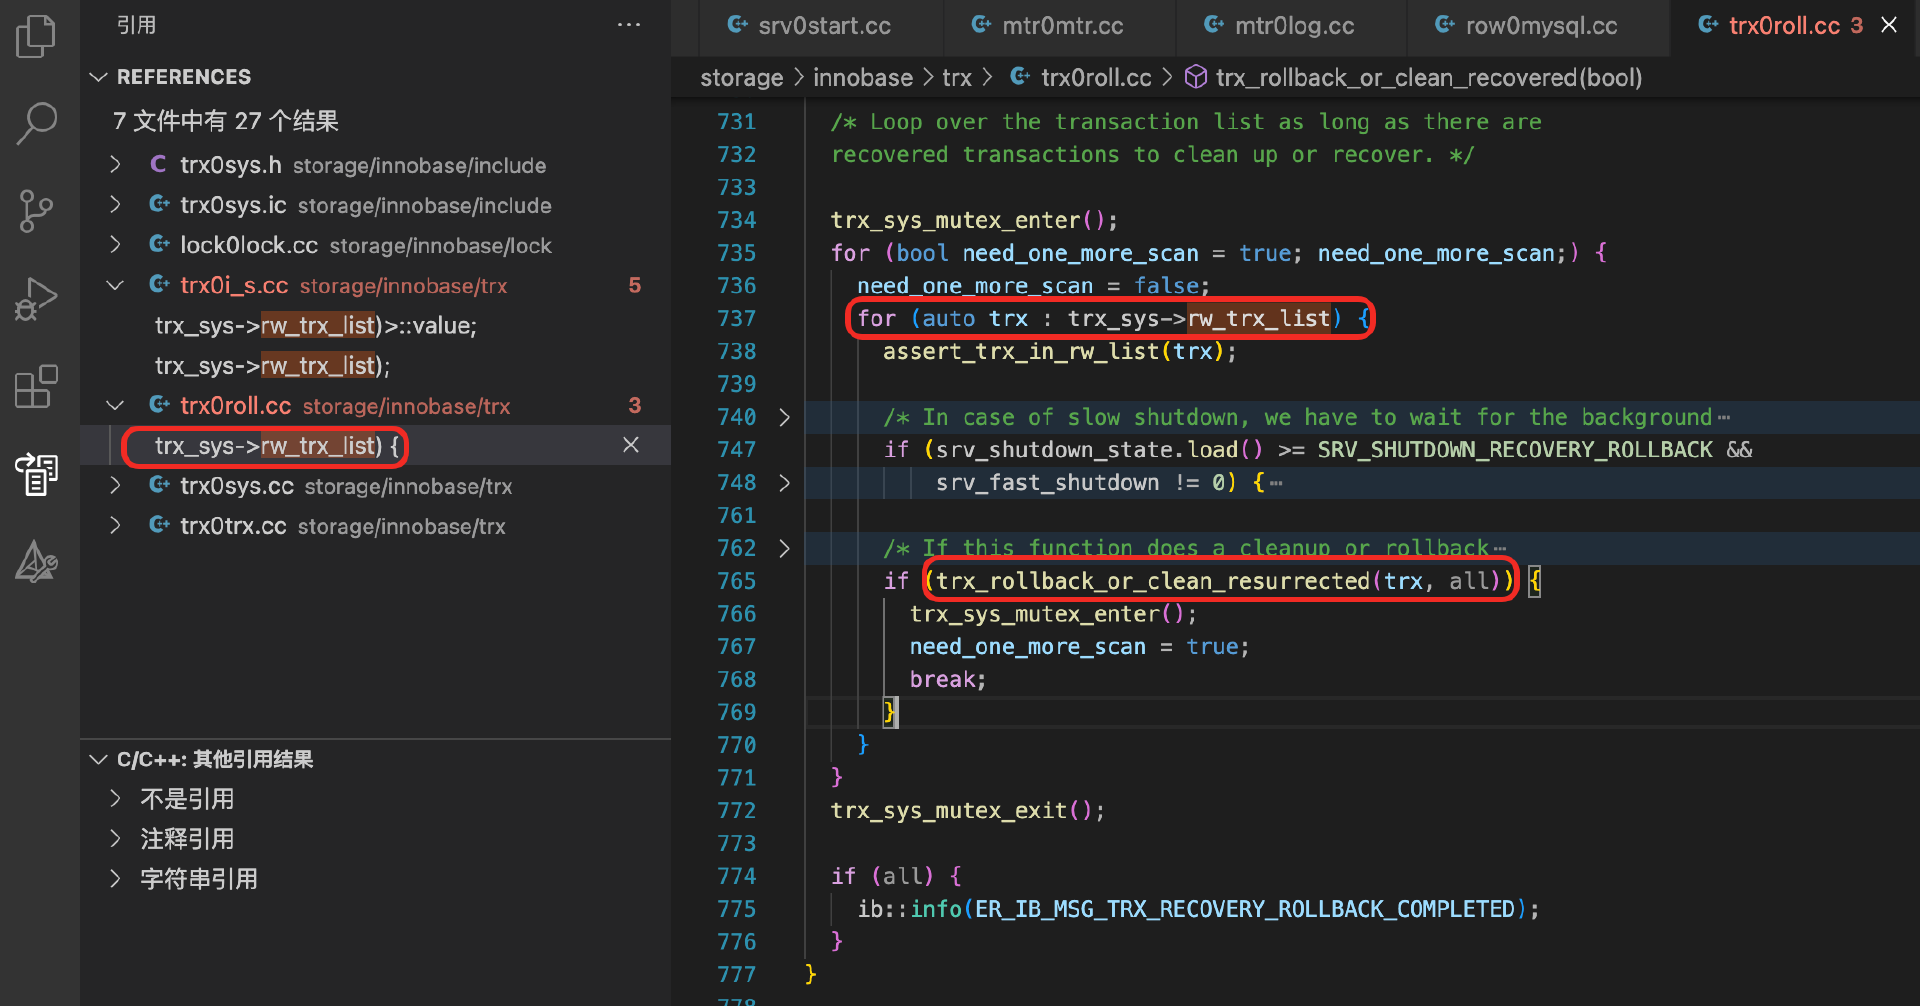 引用
REFERENCES
7 文件中有 27 个结果
C trx0sys.h storage/innobase/include
trx0sys.ic storage/innobase/include
lock0lock.cc storage/innobase/lock
trx0i_s.cc storage/innobase/trx 5
trx_sys->rw_trx_list)>::value;
trx_sys->rw_trx_list);
trx0roll.cc storage/innobase/trx 3
trx_sys->rw_trx_list) {
trx0sys.cc storage/innobase/trx
trx0trx.cc storage/innobase/trx
C/C++: 其他引用结果
不是引用
注释引用
字符串引用
srv0start.cc mtr0mtr.cc mtr0log.cc row0mysql.cc trx0roll.cc 3
storage > innobase > trx > trx0roll.cc > trx_rollback_or_clean_recovered(bool)
731 /* Loop over the transaction list as long as there are
732 recovered transactions to clean up or recover. */
733
734 trx_sys_mutex_enter();
735 for (bool need_one_more_scan = true; need_one_more_scan;) {
736 need_one_more_scan = false;
737 for (auto trx : trx_sys->rw_trx_list) {
738 assert_trx_in_rw_list(trx);
739
740 /* In case of slow shutdown, we have to wait for the background…
747 if (srv_shutdown_state.load() >= SRV_SHUTDOWN_RECOVERY_ROLLBACK &&
748 srv_fast_shutdown != 0) {…
761
762 /* If this function does a cleanup or rollback…
765 if (trx_rollback_or_clean_resurrected(trx, all)) {
766 trx_sys_mutex_enter();
767 need_one_more_scan = true;
768 break;
769 }
770 }
771 }
772 trx_sys_mutex_exit();
773
774 if (all) {
775 ib::info(ER_IB_MSG_TRX_RECOVERY_ROLLBACK_COMPLETED);
776 }
777 }
778